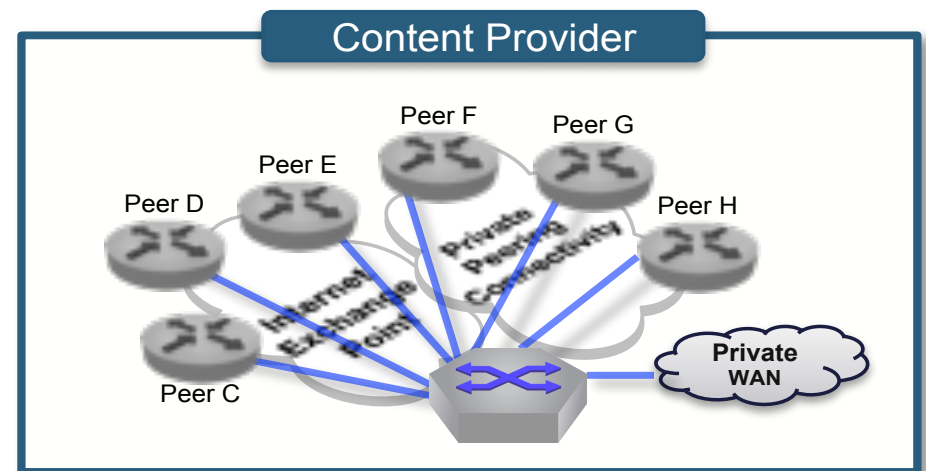 Content Provider
Peer F
Peer G
Peer E
Peer D
Peer H
Private
Peering
Connectivity
Internet
Exchange
Point
Peer C
Private
WAN